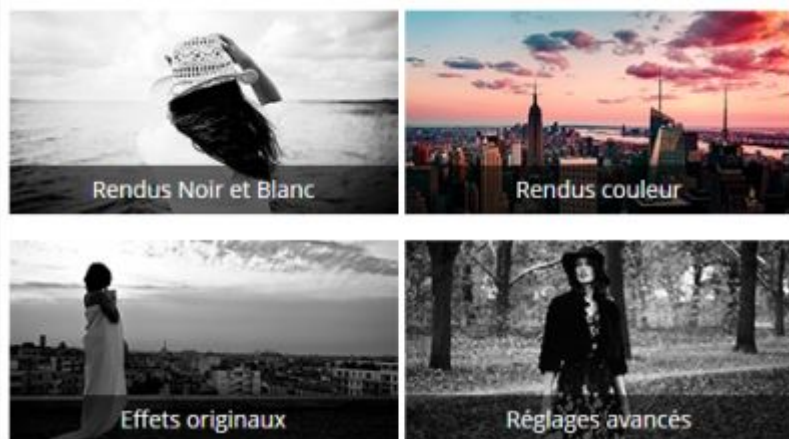 Rendus Noir et Blanc
Rendus couleur
Effets originaux
Réglages avancés